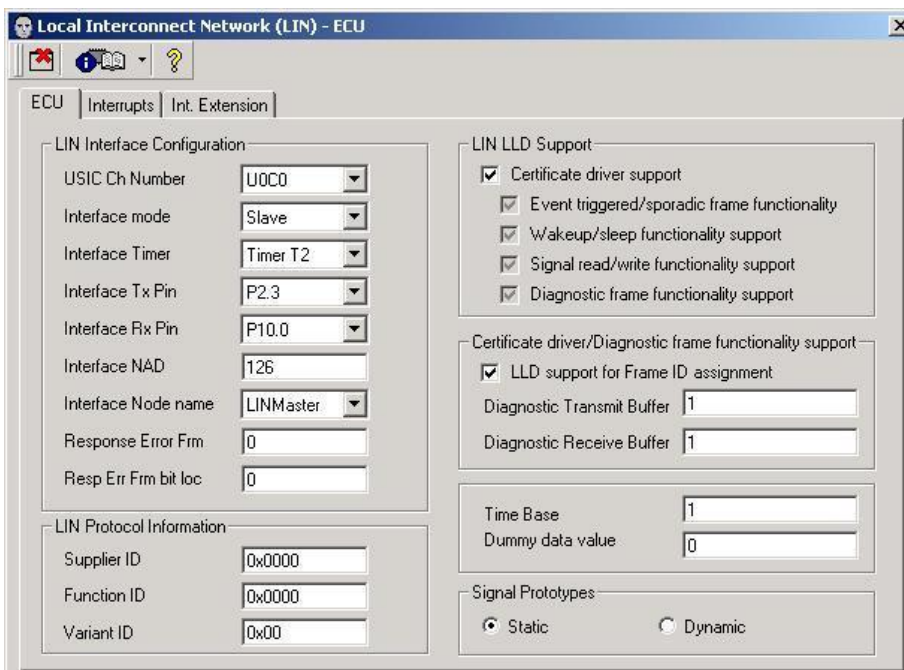 Local Interconnect Network (LIN) - ECU
ECU
Interrupts
Int. Extension
LIN Interface Configuration
USIC Ch Number
U0C0
Interface mode
Slave
Interface Timer
Timer T2
Interface Tx Pin
P2.3
Interface Rx Pin
P10.0
Interface NAD
126
Interface Node name
LINMaster
Response Error Frm
0
Resp Err Frm bit loc
0
LIN Protocol Information
Supplier ID
0x0000
Function ID
0x0000
Variant ID
0x00
LIN LLD Support
Certificate driver support
Event triggered/sporadic frame functionality
Wakeup/sleep functionality support
Signal read/write functionality support
Diagnostic frame functionality support
Certificate driver/Diagnostic frame functionality support
LLD support for Frame ID assignment
Diagnostic Transmit Buffer
1
Diagnostic Receive Buffer
1
Time Base
1
Dummy data value
0
Signal Prototypes
Static
Dynamic